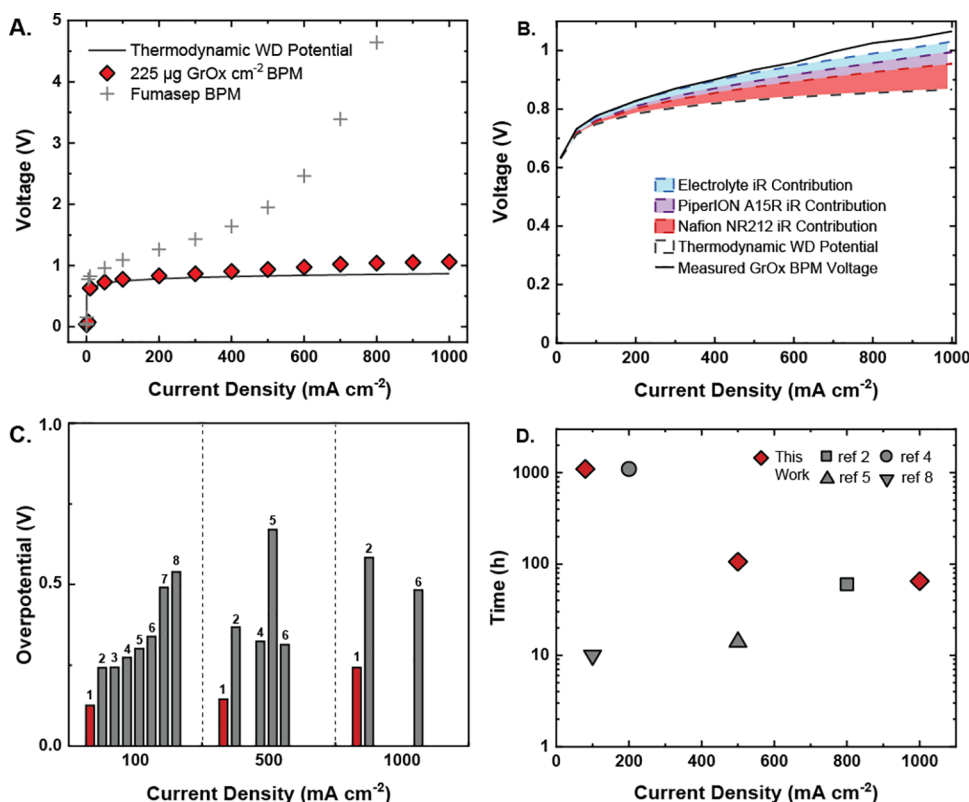 A.
Thermodynamic WD Potential
225 µg GrOx cm⁻² BPM
Fumasep BPM
Voltage (V)
5
4
3
2
1
0
0 200 400 600 800 1000
Current Density (mA cm⁻²)
B.
Voltage (V)
1
0.8
0.6
0.4
0.2
0
Electrolyte iR Contribution
PiperION A15R iR Contribution
Nafion NR212 iR Contribution
Thermodynamic WD Potential
Measured GrOx BPM Voltage
200 400 600 800 1000
Current Density (mA cm⁻²)
C.
Overpotential (V)
1.0
0.5
0.0
1 2 3 4 5 6 7 8
1 2 4 5 6
1 2 6
100 500 1000
Current Density (mA cm⁻²)
D.
This Work
ref 2 ref 4
ref 5 ref 8
Time (h)
1000
100
10
1
0 200 400 600 800 1000
Current Density (mA cm⁻²)